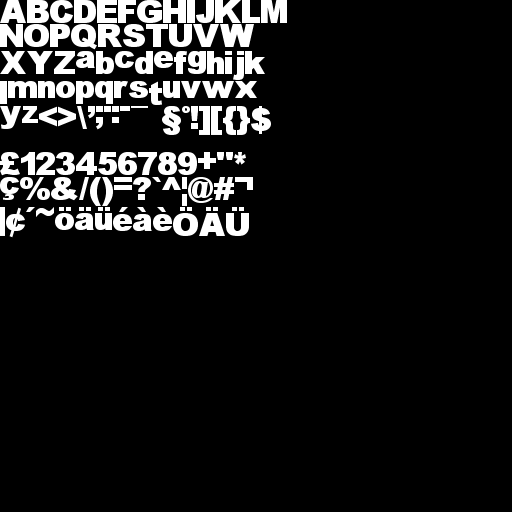 ABCDEFGHIJKLM
NOPQRSTUVW
XYZabcdefghijk
lmnopqrstuvwx
yz<>\",;.:-¯ §°!][{}$
£123456789+"*
ç%&/()=?`^¦@#¬
|¢´~öäüéàèÖÄÜ